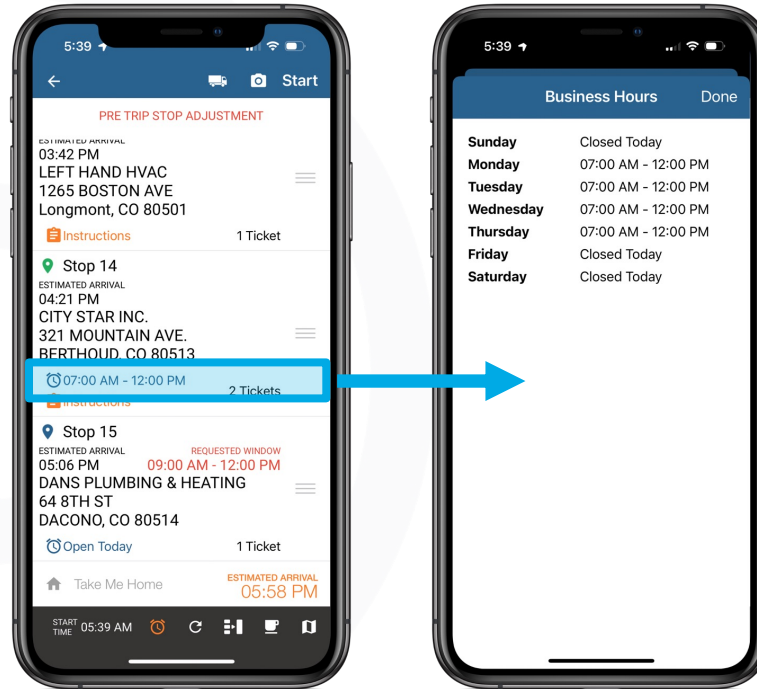 5:39
Start
PRE TRIP STOP ADJUSTMENT
ESTIMATED ARRIVAL
03:42 PM
LEFT HAND HVAC
1265 BOSTON AVE
Longmont, CO 80501
Instructions 1 Ticket
Stop 14
ESTIMATED ARRIVAL
04:21 PM
CITY STAR INC.
321 MOUNTAIN AVE.
BERTHOUD, CO 80513
07:00 AM - 12:00 PM
2 Tickets
Instructions
Stop 15
ESTIMATED ARRIVAL REQUESTED WINDOW
05:06 PM 09:00 AM - 12:00 PM
DANS PLUMBING & HEATING
64 8TH ST
DACONO, CO 80514
Open Today 1 Ticket
Take Me Home ESTIMATED ARRIVAL
05:58 PM
START TIME 05:39 AM
5:39
Business Hours Done
Sunday Closed Today
Monday 07:00 AM - 12:00 PM
Tuesday 07:00 AM - 12:00 PM
Wednesday 07:00 AM - 12:00 PM
Thursday 07:00 AM - 12:00 PM
Friday Closed Today
Saturday Closed Today